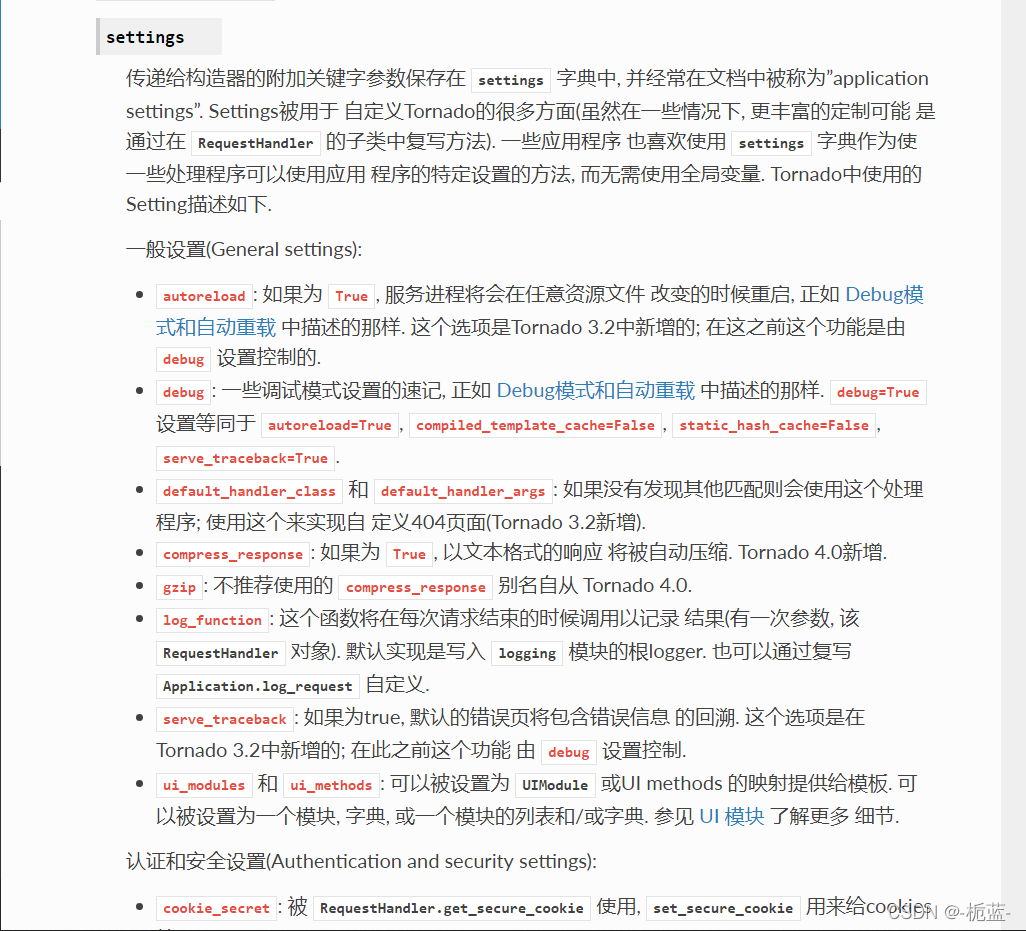 settings
传递给构造器的附加关键字参数保存在 settings 字典中, 并经常在文档中被称为”application
settings”. Settings被用于 自定义Tornado的很多方面(虽然在一些情况下, 更丰富的定制可能 是
通过在 RequestHandler 的子类中复写方法). 一些应用程序 也喜欢使用 settings 字典作为使
一些处理程序可以使用应用 程序的特定设置的方法, 而无需使用全局变量. Tornado中使用的
Setting描述如下.
一般设置(General settings):
autoreload: 如果为 True, 服务进程将会在任意资源文件 改变的时候重启, 正如 Debug模
式和自动重载 中描述的那样. 这个选项是Tornado 3.2中新增的; 在这之前这个功能是由
debug 设置控制的.
debug: 一些调试模式设置的速记, 正如 Debug模式和自动重载 中描述的那样. debug=True
设置等同于 autoreload=True, compiled_template_cache=False, static_hash_cache=False,
serve_traceback=True.
default_handler_class 和 default_handler_args: 如果没有发现其他匹配则会使用这个处理
程序; 使用这个来实现自 定义404页面(Tornado 3.2新增).
compress_response: 如果为 True, 以文本格式的响应 将被自动压缩. Tornado 4.0新增.
gzip: 不推荐使用的 compress_response 别名自从 Tornado 4.0.
log_function: 这个函数将在每次请求结束的时候调用以记录 结果(有一次参数, 该
RequestHandler 对象). 默认实现是写入 logging 模块的根logger. 也可以通过复写
Application.log_request 自定义.
serve_traceback: 如果为true, 默认的错误页将包含错误信息 的回溯. 这个选项是在
Tornado 3.2中新增的; 在此之前这个功能 由 debug 设置控制.
ui_modules 和 ui_methods: 可以被设置为 UIModule 或UI methods 的映射提供给模板. 可
以被设置为一个模块, 字典, 或一个模块的列表和/或字典. 参见 UI 模块 了解更多 细节.
认证和安全设置(Authentication and security settings):
cookie_secret: 被 RequestHandler.get_secure_cookie 使用, set_secure_cookie 用来给cookies
CSDN @-栀蓝-